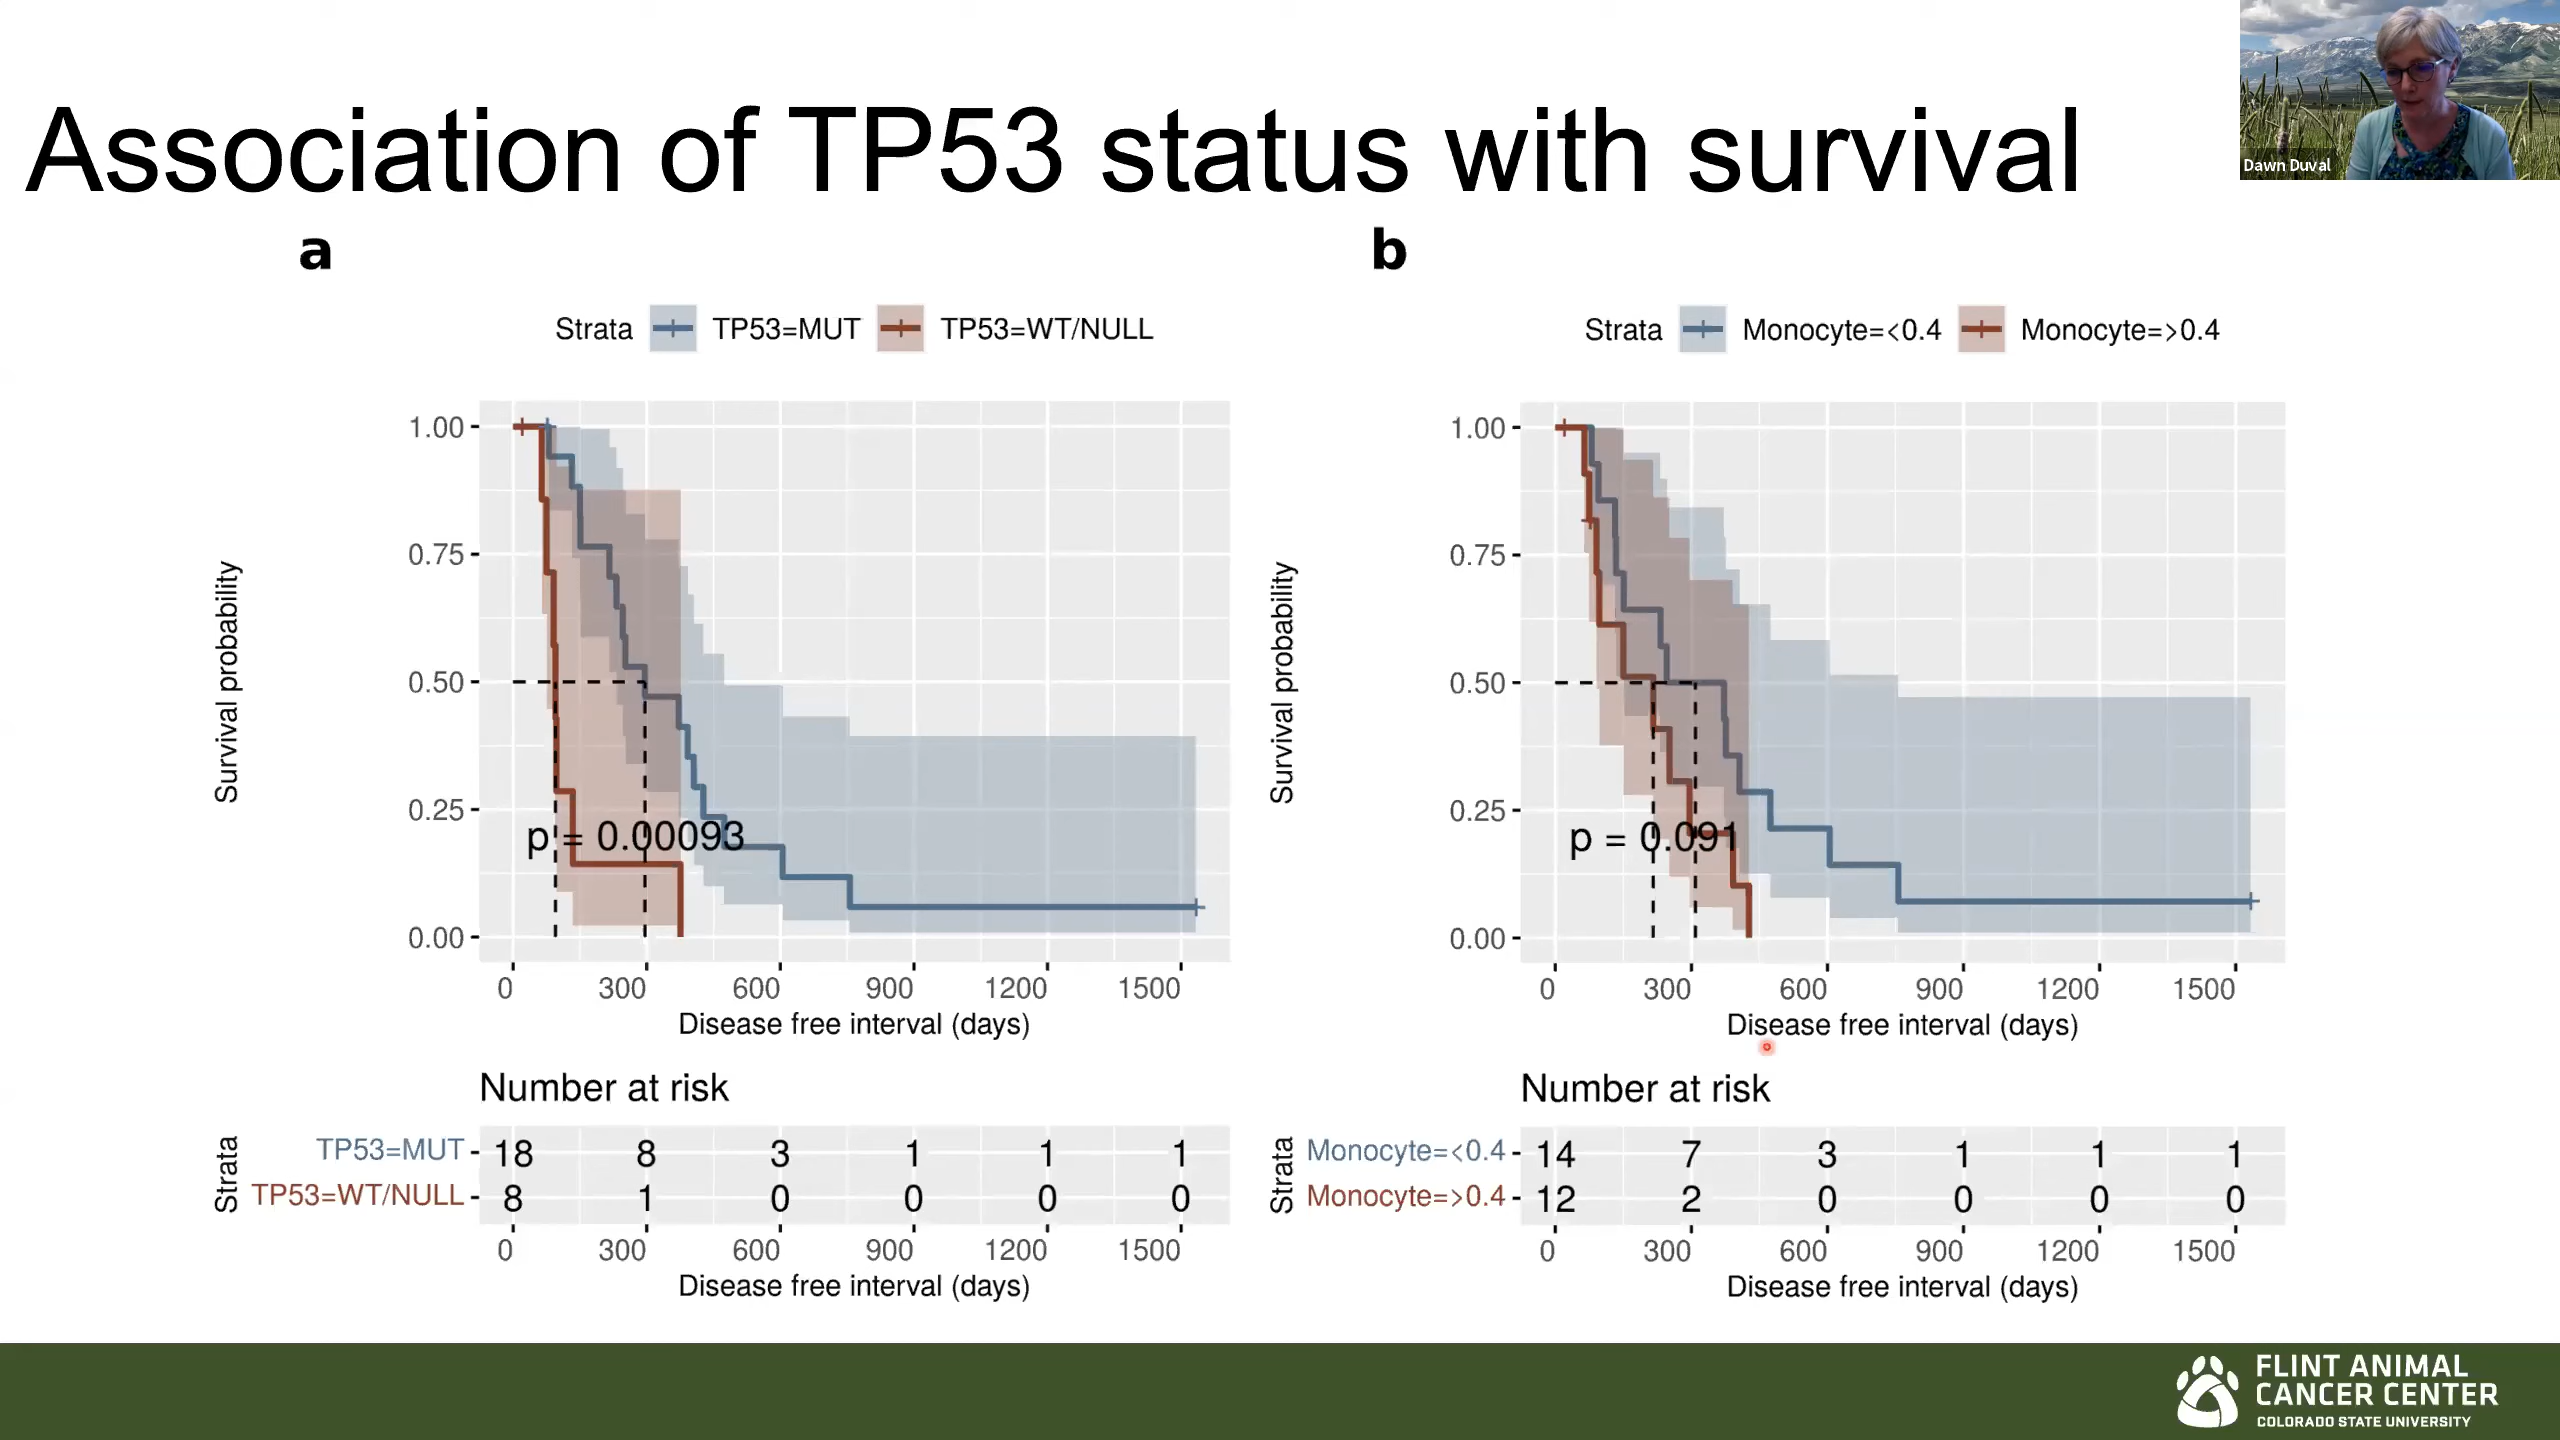 Association of TP53 status with survival
Dawn Duval
a
Strata TP53=MUT TP53=WT/NULL
Survival probability
1.00
0.75
0.50
0.25
0.00
p = 0.00093
0 300 600 900 1200 1500
Disease free interval (days)
Number at risk
Strata
TP53=MUT 18 8 3 1 1 1
TP53=WT/NULL 8 1 0 0 0 0
0 300 600 900 1200 1500
Disease free interval (days)
b
Strata Monocyte=<0.4 Monocyte=>0.4
Survival probability
1.00
0.75
0.50
0.25
0.00
p = 0.091
0 300 600 900 1200 1500
Disease free interval (days)
Number at risk
Strata
Monocyte=<0.4 14 7 3 1 1 1
Monocyte=>0.4 12 2 0 0 0 0
0 300 600 900 1200 1500
Disease free interval (days)
FLINT ANIMAL
CANCER CENTER
COLORADO STATE UNIVERSITY